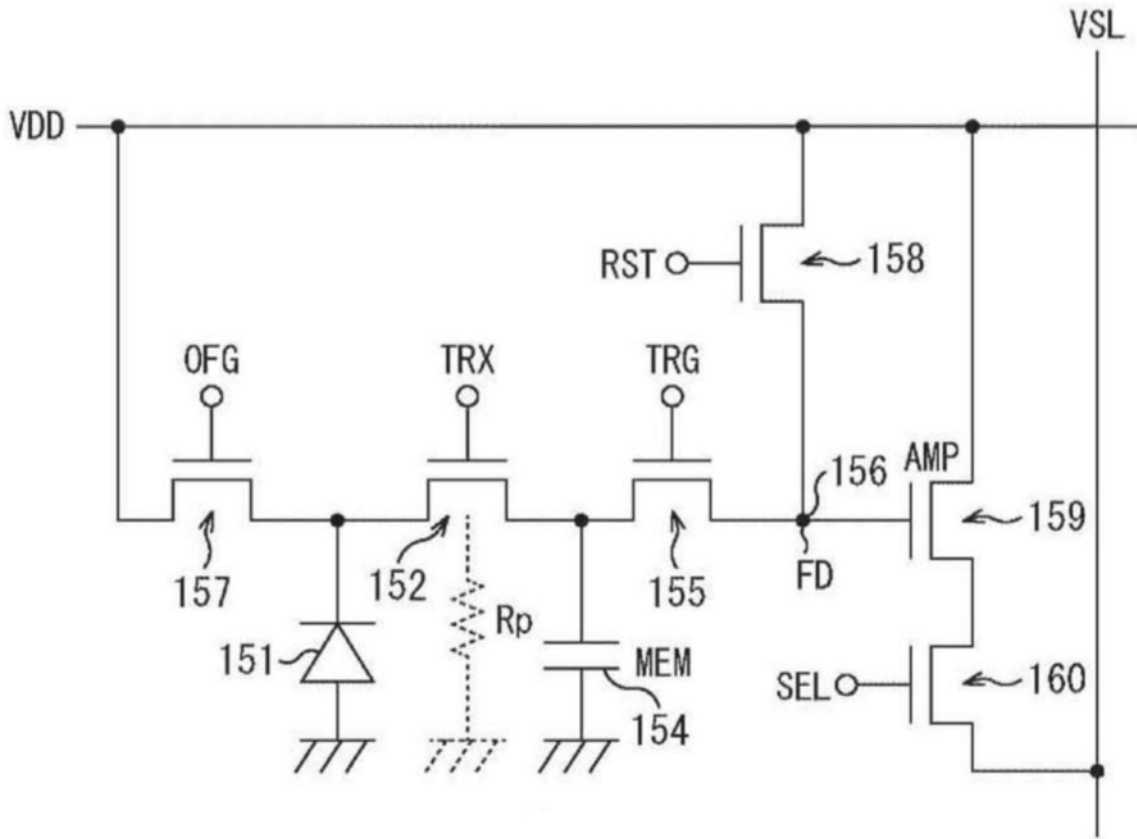 VSL
VDD
RST
158
OFG
TRX
TRG
AMP
156
159
157
152
155
FD
151
Rp
MEM
154
SEL
160